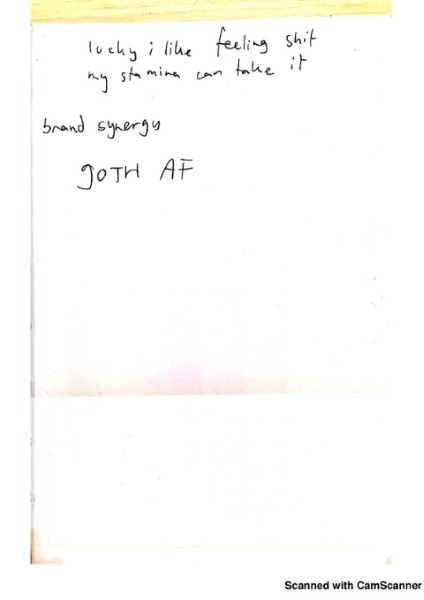 lucky i like feeling shit
my stamina can take it
brand synergy
gOTH AF
Scanned with CamScanner